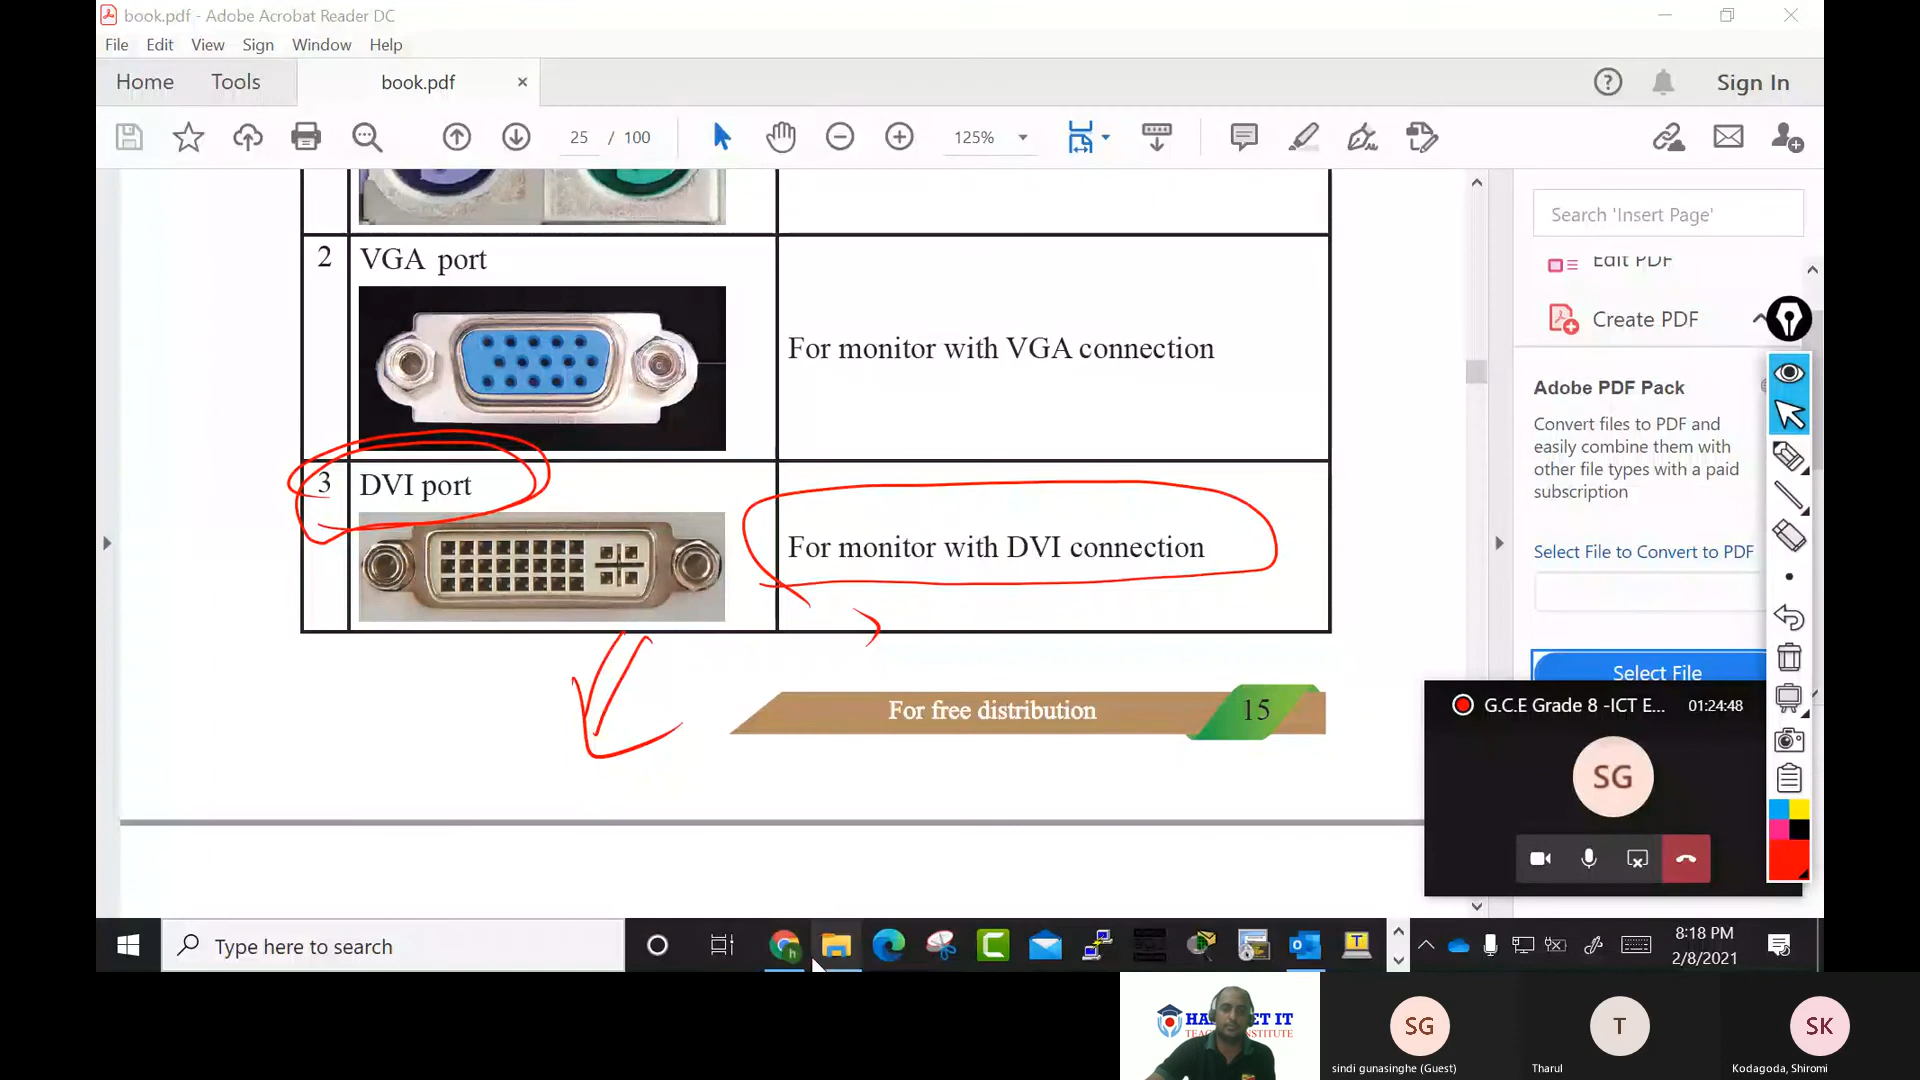 book.pdf - Adobe Acrobat Reader DC
File Edit View Sign Window Help
Home Tools book.pdf × Sign In
25 / 100 125%
2 VGA port
For monitor with VGA connection
3 DVI port
For monitor with DVI connection
For free distribution 15
Search 'Insert Page'
Edit PDF
Create PDF
Adobe PDF Pack
Convert files to PDF and
easily combine them with
other file types with a paid
subscription
Select File to Convert to PDF
Select File
G.C.E Grade 8 -ICT E... 01:24:48
SG
Type here to search
8:18 PM
2/8/2021
SG T SK
sindi gunasinghe (Guest) Tharul Kodagoda, Shiromi